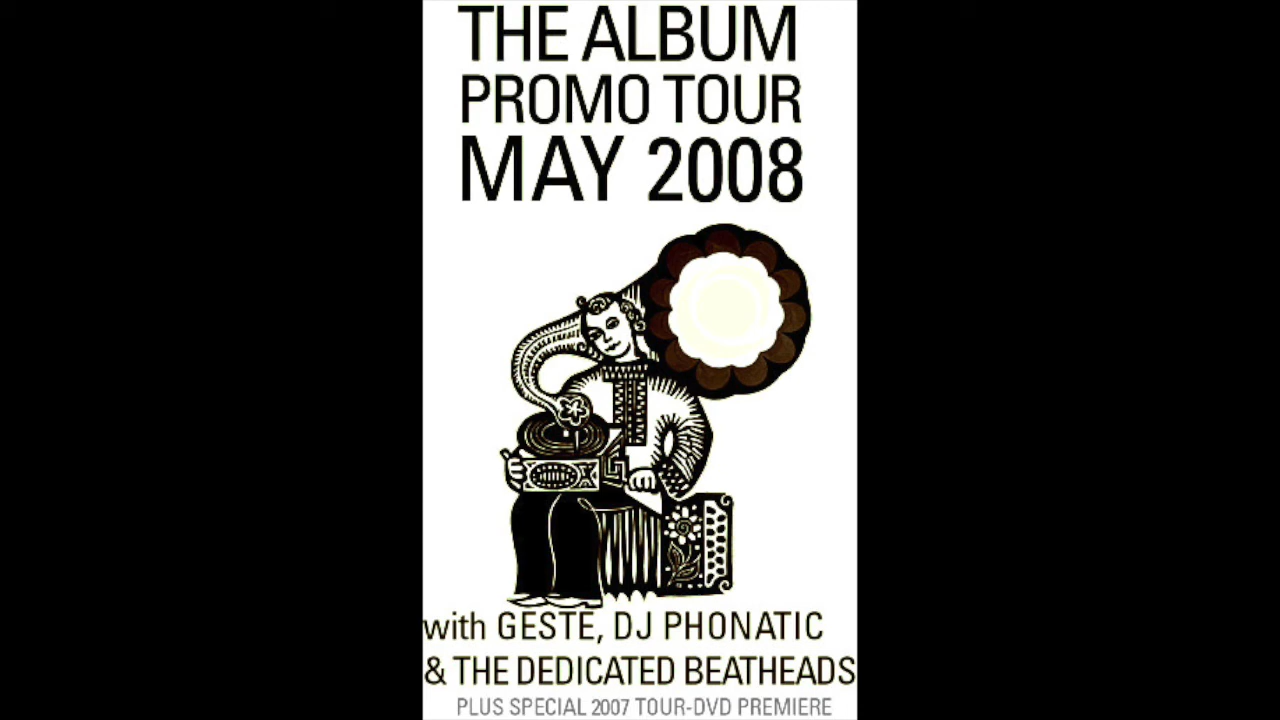 THE ALBUM
PROMO TOUR
MAY 2008
with GESTE, DJ PHONATIC
& THE DEDICATED BEATHEADS
PLUS SPECIAL 2007 TOUR-DVD PREMIERE